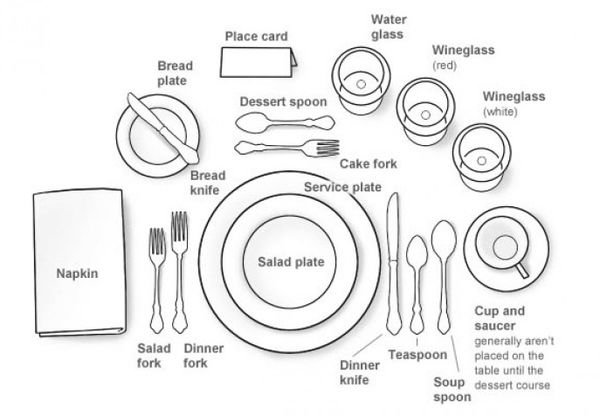 Water
glass
Place card
Wineglass
(red)
Bread
plate
Wineglass
(white)
Dessert spoon
Cake fork
Bread
knife
Service plate
Napkin
Salad plate
Cup and
saucer
generally aren't
placed on the
table until the
dessert course
Salad
fork
Dinner
fork
Dinner
knife
Teaspoon
Soup
spoon